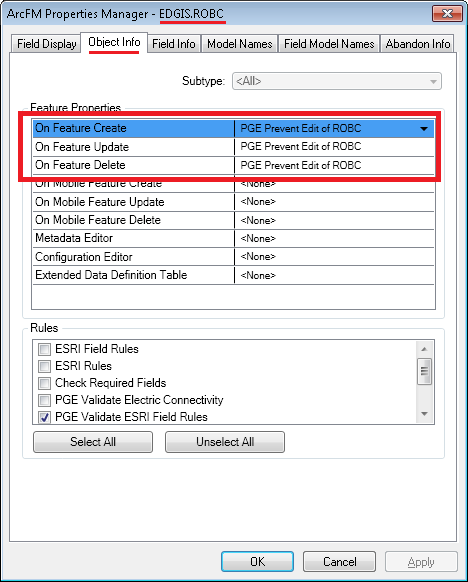 ArcFM Properties Manager - EDGIS.ROBC
Field Display Object Info Field Info Model Names Field Model Names Abandon Info
Subtype: <All>
Feature Properties
On Feature Create PGE Prevent Edit of ROBC
On Feature Update PGE Prevent Edit of ROBC
On Feature Delete PGE Prevent Edit of ROBC
On Mobile Feature Create <None>
On Mobile Feature Update <None>
On Mobile Feature Delete <None>
Metadata Editor <None>
Configuration Editor <None>
Extended Data Definition Table <None>
Rules
ESRI Field Rules
ESRI Rules
Check Required Fields
PGE Validate Electric Connectivity
PGE Validate ESRI Field Rules
Select All Unselect All
OK Cancel Apply